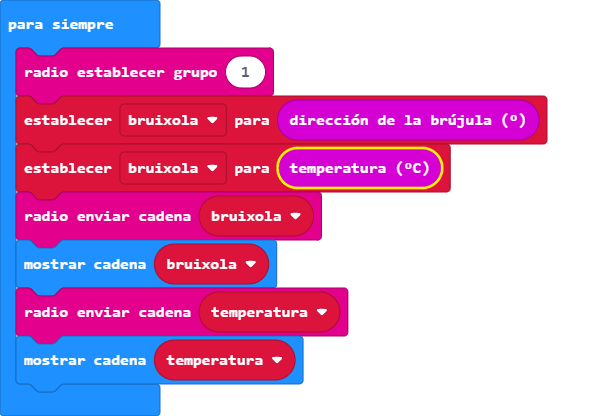 para siempre
radio establecer grupo 1
establecer bruixola para dirección de la brújula (º)
establecer bruixola para temperatura (ºC)
radio enviar cadena bruixola
mostrar cadena bruixola
radio enviar cadena temperatura
mostrar cadena temperatura